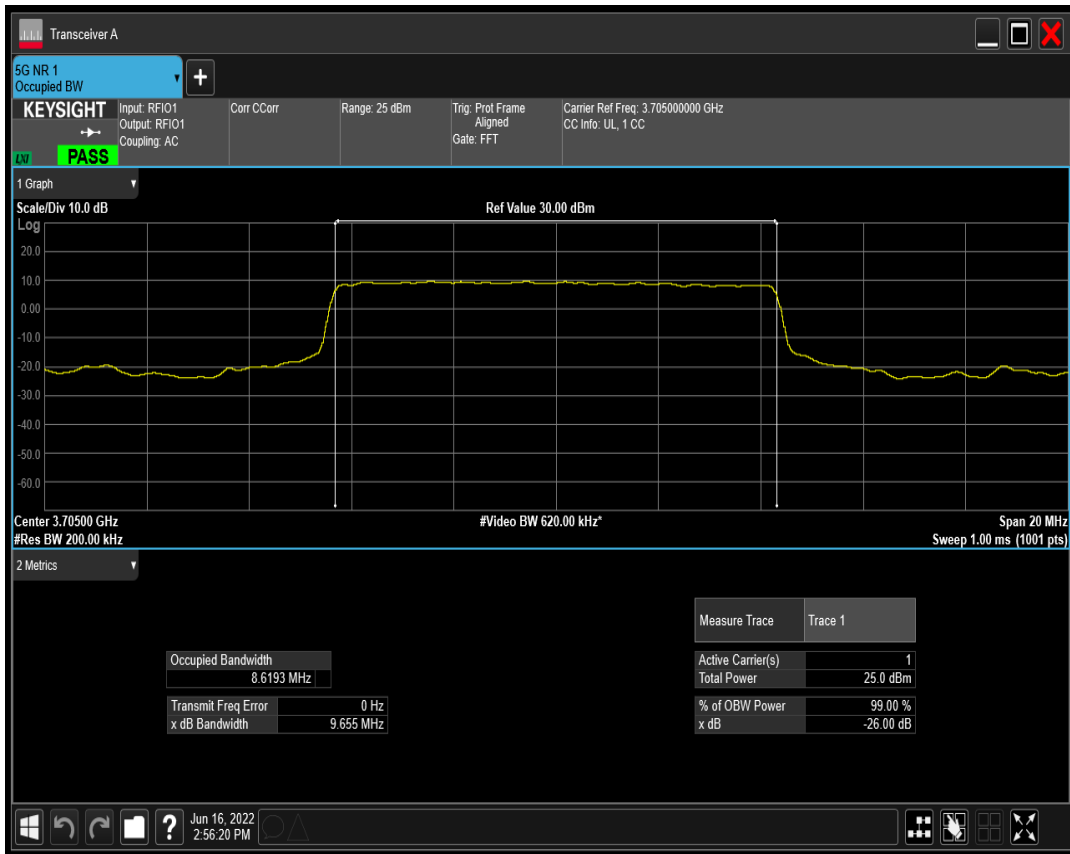 Transceiver A
5G NR 1
Occupied BW
+
KEYSIGHT
LXI
PASS
Input: RFIO1
Output: RFIO1
Coupling: AC
Corr CCorr
Range: 25 dBm
Trig: Prot Frame
Aligned
Gate: FFT
Carrier Ref Freq: 3.705000000 GHz
CC Info: UL, 1 CC
1 Graph
Scale/Div 10.0 dB
Ref Value 30.00 dBm
Log
20.0
10.0
0.00
-10.0
-20.0
-30.0
-40.0
-50.0
-60.0
Center 3.70500 GHz
#Video BW 620.00 kHz*
Span 20 MHz
#Res BW 200.00 kHz
Sweep 1.00 ms (1001 pts)
2 Metrics
Measure Trace Trace 1
Occupied Bandwidth
8.6193 MHz
Active Carrier(s) 1
Total Power 25.0 dBm
Transmit Freq Error 0 Hz
x dB Bandwidth 9.655 MHz
% of OBW Power 99.00 %
x dB -26.00 dB
?
Jun 16, 2022
2:56:20 PM